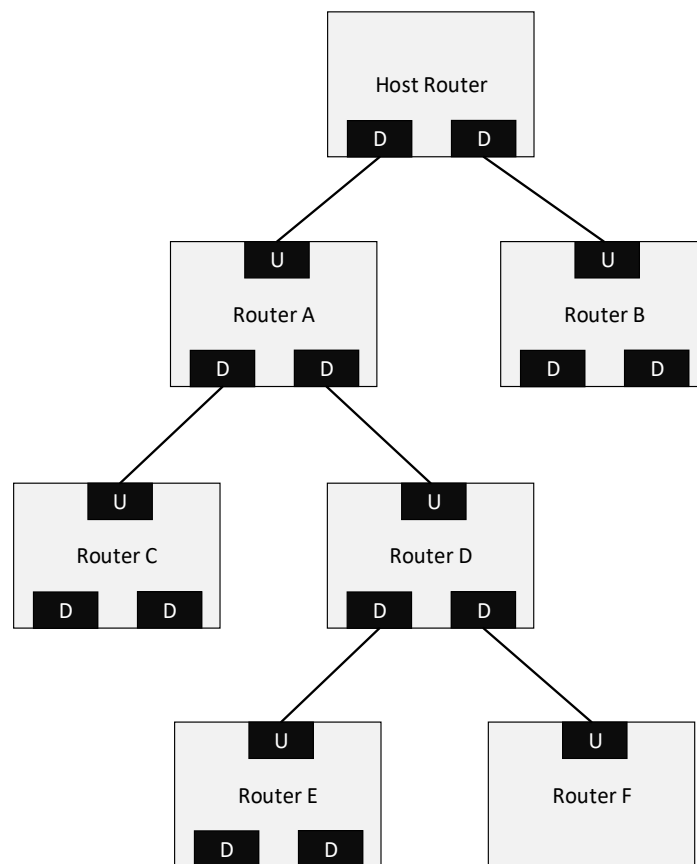 Host Router
D D
U U
Router A Router B
D D D D
U U
Router C Router D
D D D D
U U
Router E Router F
D D